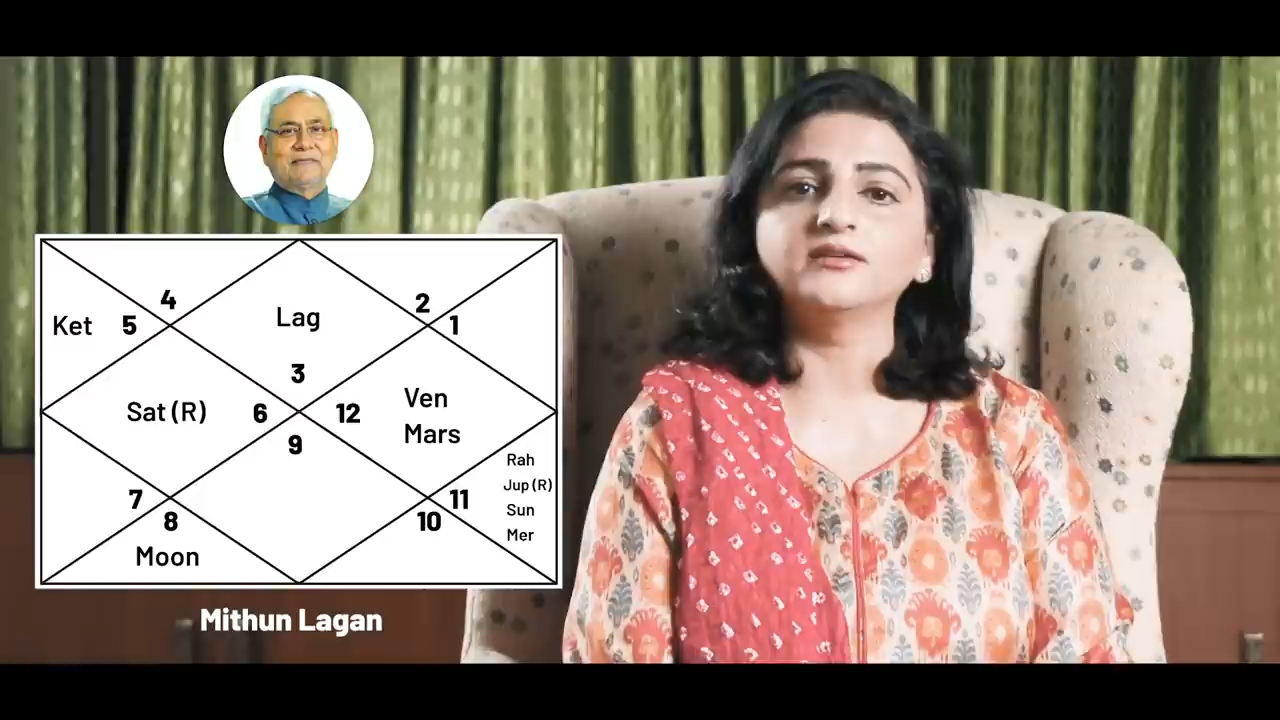 4
2
Ket
5
Lag
1
3
Sat (R)
6
12
Ven
Mars
9
Rah
Jup (R)
Sun
Mer
7
11
8
10
Moon
Mithun Lagan